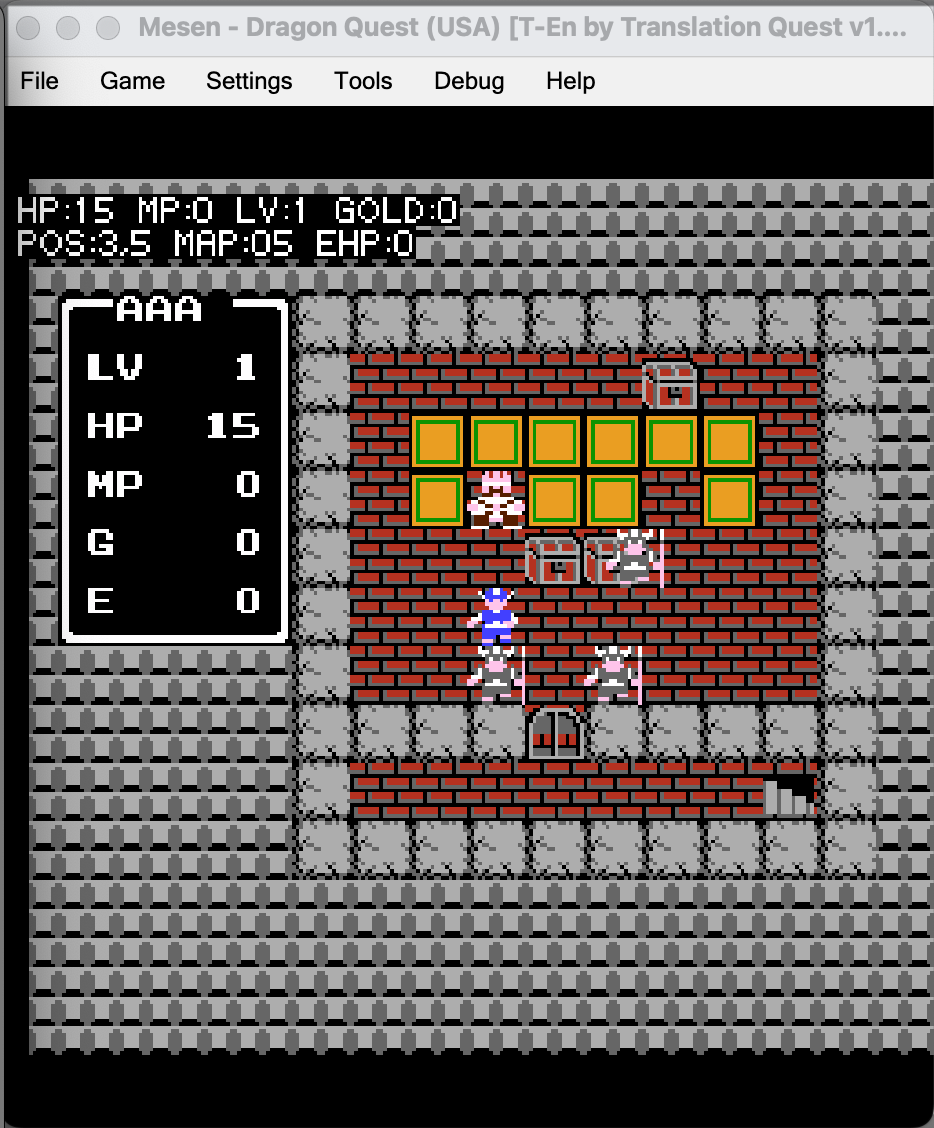 Mesen - Dragon Quest (USA) [T-En by Translation Quest v1....
File Game Settings Tools Debug Help
HP:15 MP:0 LV:1 GOLD:0
POS:3,5 MAP:05 EHP:0
AAA
LV 1
HP 15
MP 0
G 0
E 0